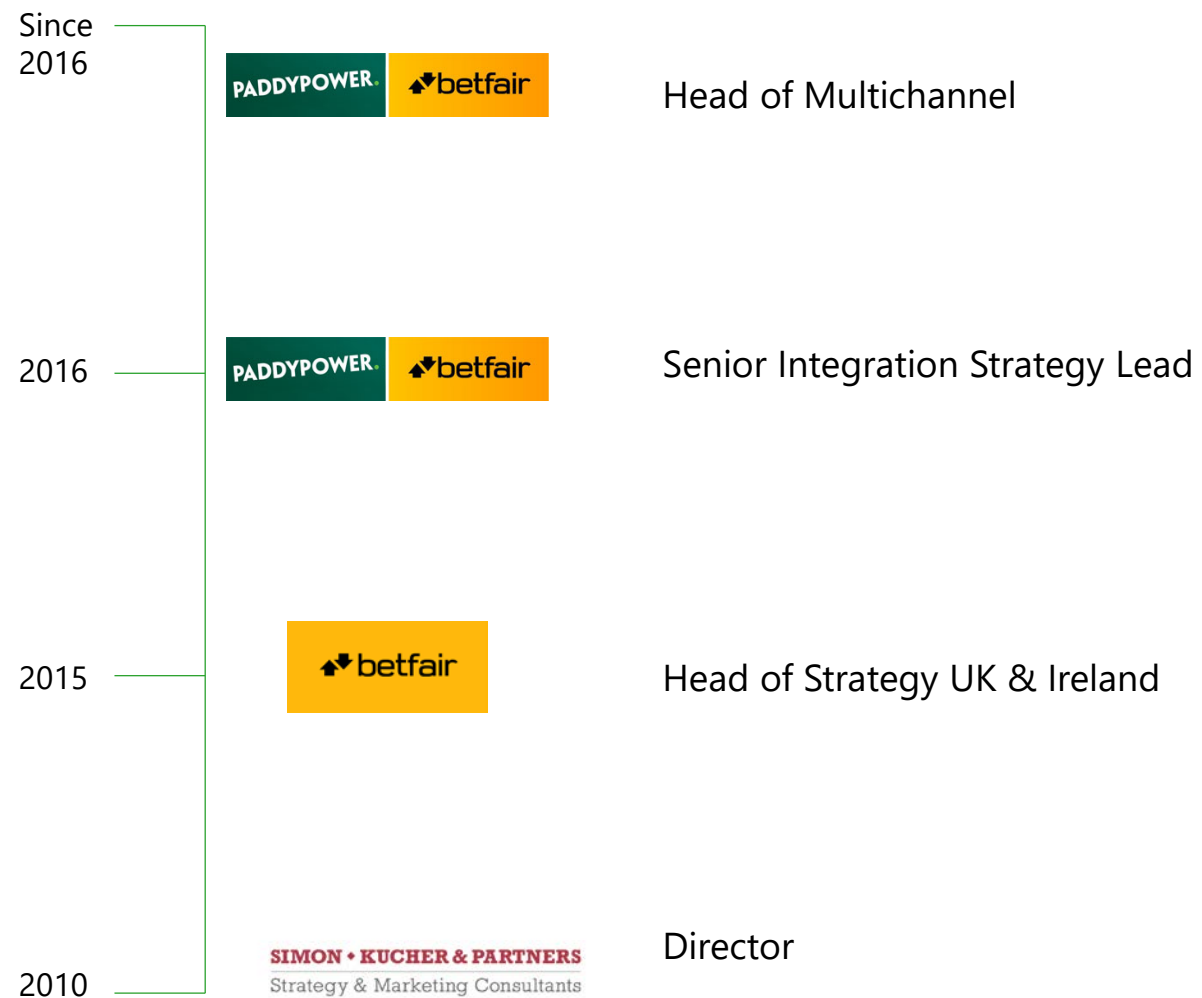 Since
2016
PADDYPOWER. betfair
Head of Multichannel
2016
PADDYPOWER. betfair
Senior Integration Strategy Lead
2015
betfair
Head of Strategy UK & Ireland
2010
SIMON • KUCHER & PARTNERS
Strategy & Marketing Consultants
Director